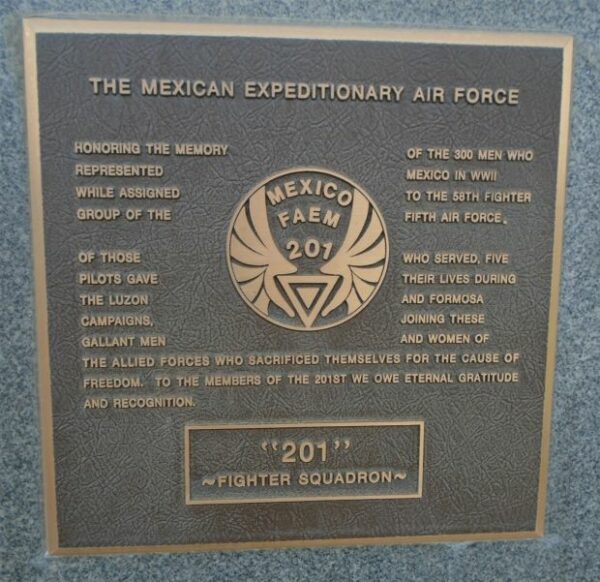 THE MEXICAN EXPEDITIONARY AIR FORCE
HONORING THE MEMORY OF THE 300 MEN WHO
REPRESENTED MEXICO IN WWII
WHILE ASSIGNED TO THE 58TH FIGHTER
GROUP OF THE FIFTH AIR FORCE.
MEXICO
FAEM
201
OF THOSE WHO SERVED, FIVE
PILOTS GAVE THEIR LIVES DURING
THE LUZON AND FORMOSA
CAMPAIGNS, JOINING THESE
GALLANT MEN AND WOMEN OF
THE ALLIED FORCES WHO SACRIFICED THEMSELVES FOR THE CAUSE OF
FREEDOM. TO THE MEMBERS OF THE 201ST WE OWE ETERNAL GRATITUDE
AND RECOGNITION.
"201"
~FIGHTER SQUADRON~